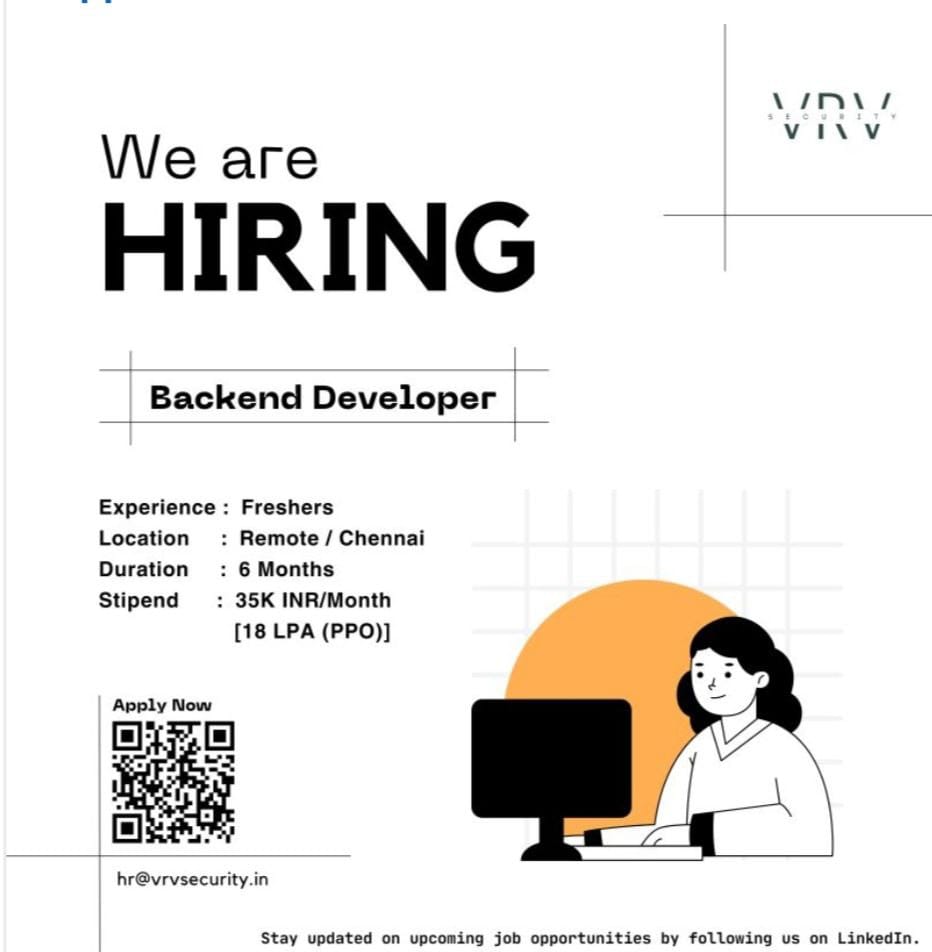 VRV
SECURITY
We are
HIRING
Backend Developer
Experience : Freshers
Location : Remote / Chennai
Duration : 6 Months
Stipend : 35K INR/Month
[18 LPA (PPO)]
Apply Now
hr@vrvsecurity.in
Stay updated on upcoming job opportunities by following us on LinkedIn.